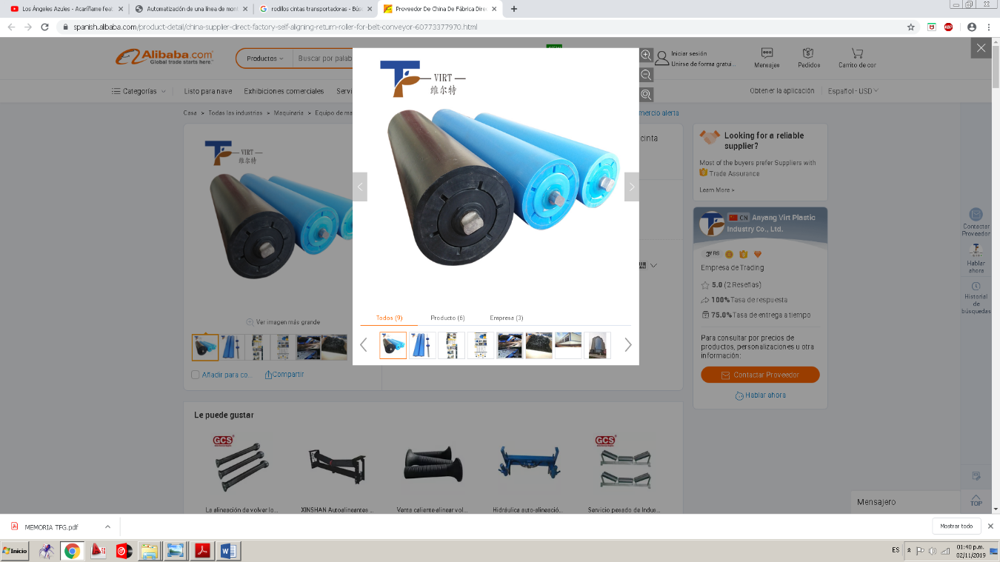 Los Ángeles Azules - Acaríñame feat
Automatización de una línea de mont
rodillos cintas transportadoras - Bús
Proveedor De China De Fábrica Dire
spanish.alibaba.com/product-detail/china-supplier-direct-factory-self-aligning-return-roller-for-belt-conveyor-60773377970.html
ABP
Alibaba.com
Global trade starts here™
Productos
Buscar por palab
Iniciar sesión
Unirse de forma gratui...
Mensajes
Pedidos
Carrito de cor
Categorías
Listo para nave
Exhibiciones comerciales
Servi
Obtener la aplicación
Español - USD
Casa > Todas las industrias > Maquinaria > Equipo de ma
mercio alerta
VIRT
维尔特
VIRT
维尔特
cinta
Ver imagen más grande
Añadir para co...
Compartir
Todos (9)
Producto (6)
Empresa (3)
Looking for a reliable
supplier?
Most of the buyers prefer Suppliers with
Trade Assurance
Learn More >
CN Anyang Virt Plastic
Industry Co., Ltd.
3YRS
Empresa de Trading
5.0 (2 Reseñas)
100% Tasa de respuesta
75.0% Tasa de entrega a tiempo
Para consultar por precios de
productos, personalizaciones u otra
información:
Contactar Proveedor
Hablar ahora
Contactar
Proveedor
Hablar
ahora
Historial
de
búsquedas
TOP
Le puede gustar
GCS
GCS
La alineación de volver lo...
XINSHAN Autoalineantes ...
Venta caliente-alinear vol...
Hidráulica auto-alineació...
Servicio pesado de Indus...
Mensajero
MEMORIA TFG.pdf
Mostrar todo
Inicio
ES
01:40 p.m.
02/11/2019